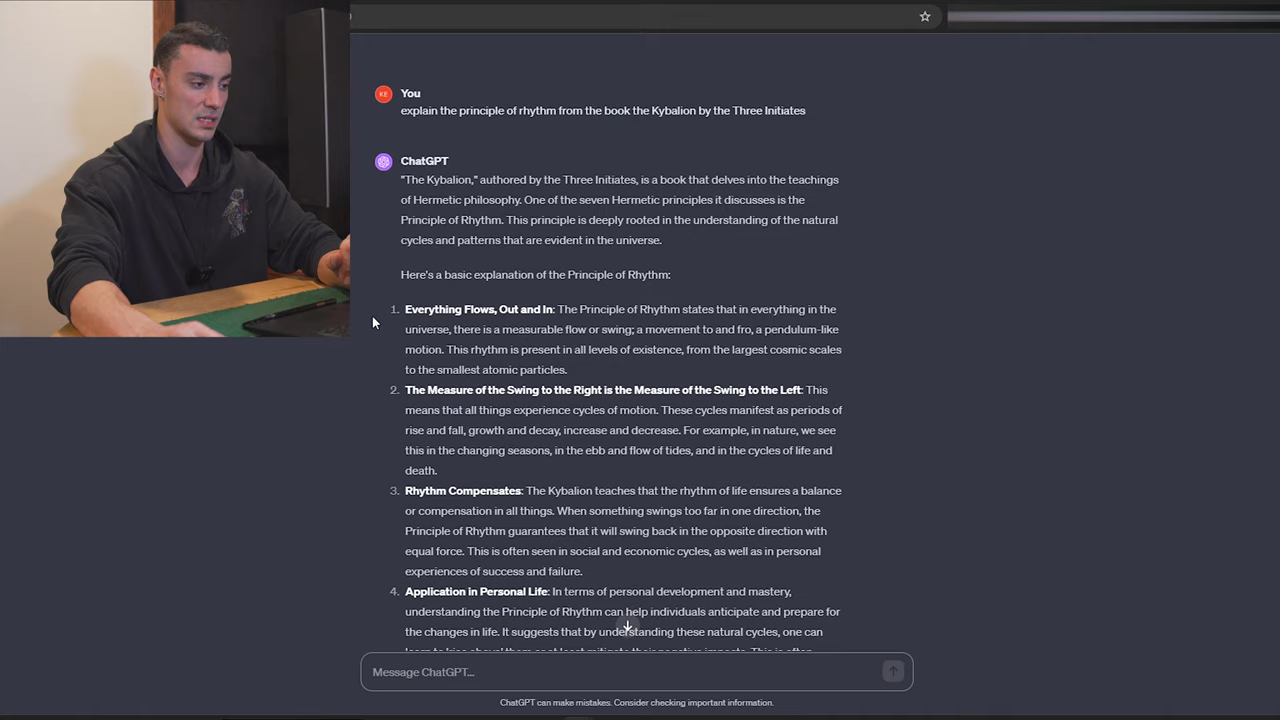 KE
You
explain the principle of rhythm from the book the Kybalion by the Three Initiates
ChatGPT
"The Kybalion," authored by the Three Initiates, is a book that delves into the teachings
of Hermetic philosophy. One of the seven Hermetic principles it discusses is the
Principle of Rhythm. This principle is deeply rooted in the understanding of the natural
cycles and patterns that are evident in the universe.
Here's a basic explanation of the Principle of Rhythm:
1. Everything Flows, Out and In: The Principle of Rhythm states that in everything in the
universe, there is a measurable flow or swing; a movement to and fro, a pendulum-like
motion. This rhythm is present in all levels of existence, from the largest cosmic scales
to the smallest atomic particles.
2. The Measure of the Swing to the Right is the Measure of the Swing to the Left: This
means that all things experience cycles of motion. These cycles manifest as periods of
rise and fall, growth and decay, increase and decrease. For example, in nature, we see
this in the changing seasons, in the ebb and flow of tides, and in the cycles of life and
death.
3. Rhythm Compensates: The Kybalion teaches that the rhythm of life ensures a balance
or compensation in all things. When something swings too far in one direction, the
Principle of Rhythm guarantees that it will swing back in the opposite direction with
equal force. This is often seen in social and economic cycles, as well as in personal
experiences of success and failure.
4. Application in Personal Life: In terms of personal development and mastery,
understanding the Principle of Rhythm can help individuals anticipate and prepare for
the changes in life. It suggests that by understanding these natural cycles, one can
Message ChatGPT...
ChatGPT can make mistakes. Consider checking important information.